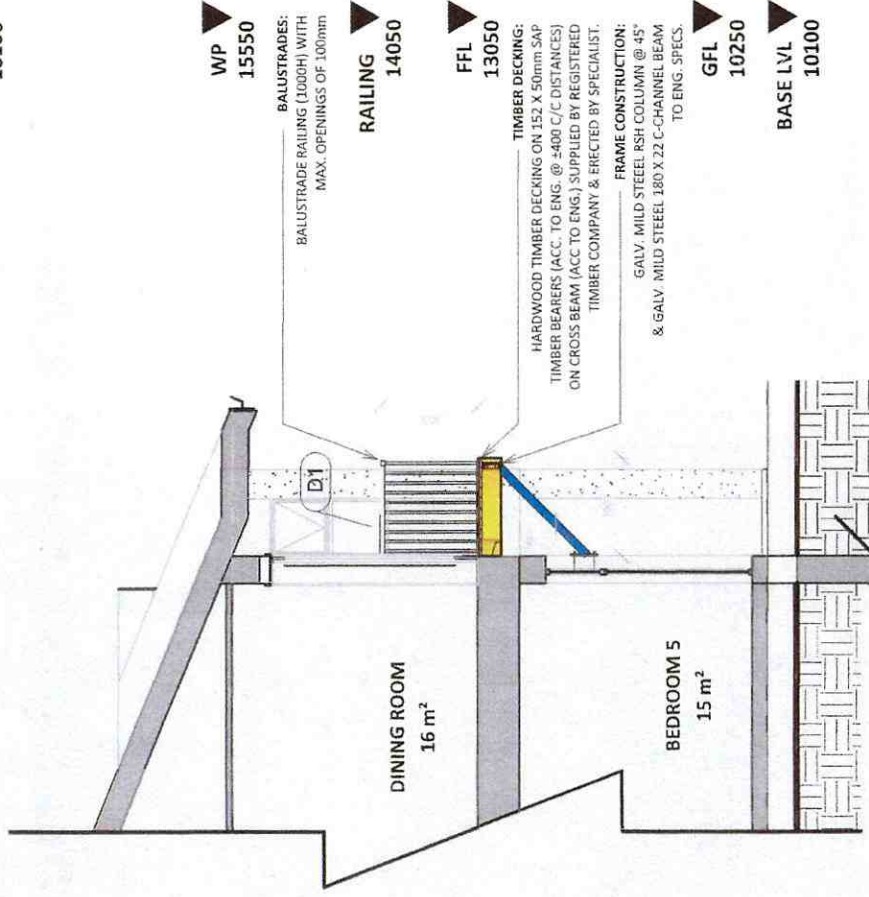 WP
15550
BALUSTRADES:
BALUSTRADE RAILING (1000H) WITH
MAX. OPENINGS OF 100mm
RAILING
14050
FFL
13050
TIMBER DECKING:
HARDWOOD TIMBER DECKING ON 152 X 50mm SAP
TIMBER BEARERS (ACC. TO ENG. @ ±400 C/C DISTANCES)
ON CROSS BEAM (ACC TO ENG.) SUPPLIED BY REGISTERED
TIMBER COMPANY & ERECTED BY SPECIALIST.
FRAME CONSTRUCTION:
GALV. MILD STEEEL RSH COLUMN @ 45°
& GALV. MILD STEEEL 180 X 22 C-CHANNEL BEAM
TO ENG. SPECS.
GFL
10250
BASE LVL
10100
D1
DINING ROOM
16 m²
BEDROOM 5
15 m²